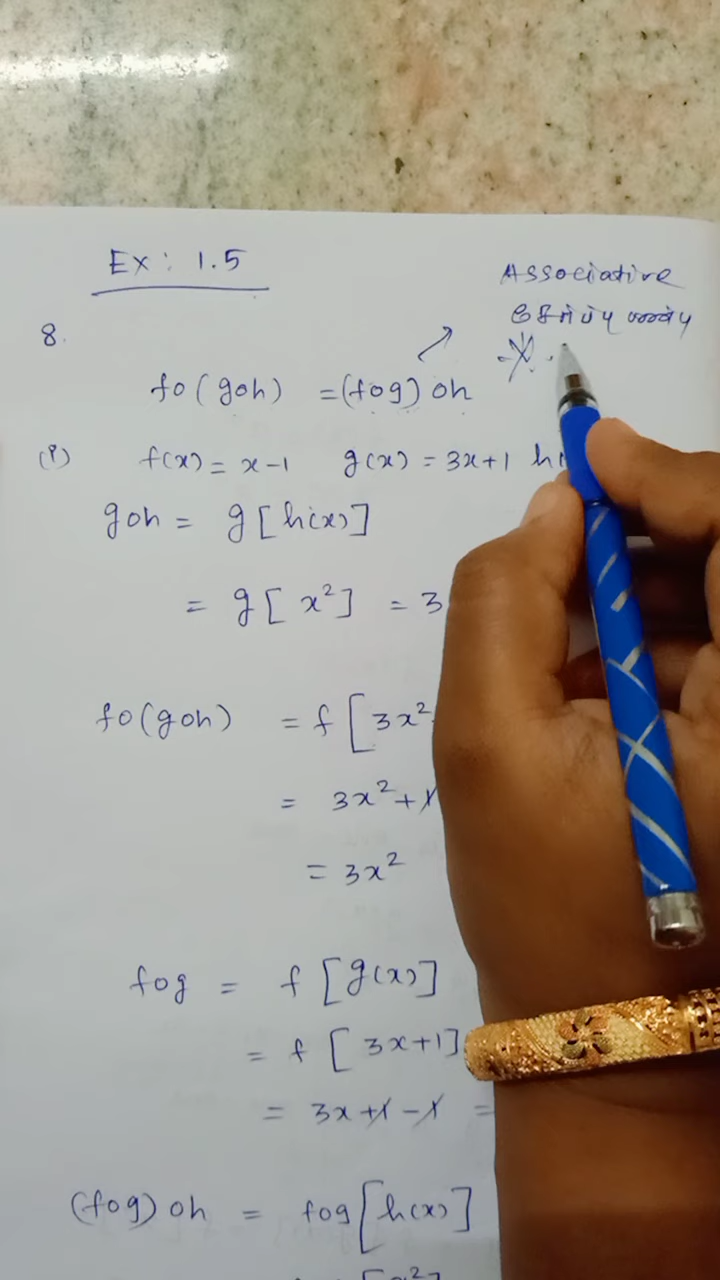 Ex: 1.5
Associative
சேர்ப்பு பண்பு
8.
fo(goh) = (fog) oh
(i) f(x) = x-1 g(x) = 3x+1 h(
goh = g[h(x)]
= g[x²] = 3
fo(goh) = f[3x²
= 3x²+1
= 3x²
fog = f[g(x)]
= f[3x+1]
= 3x+1-1 =
(fog) oh = fog[h(x)]